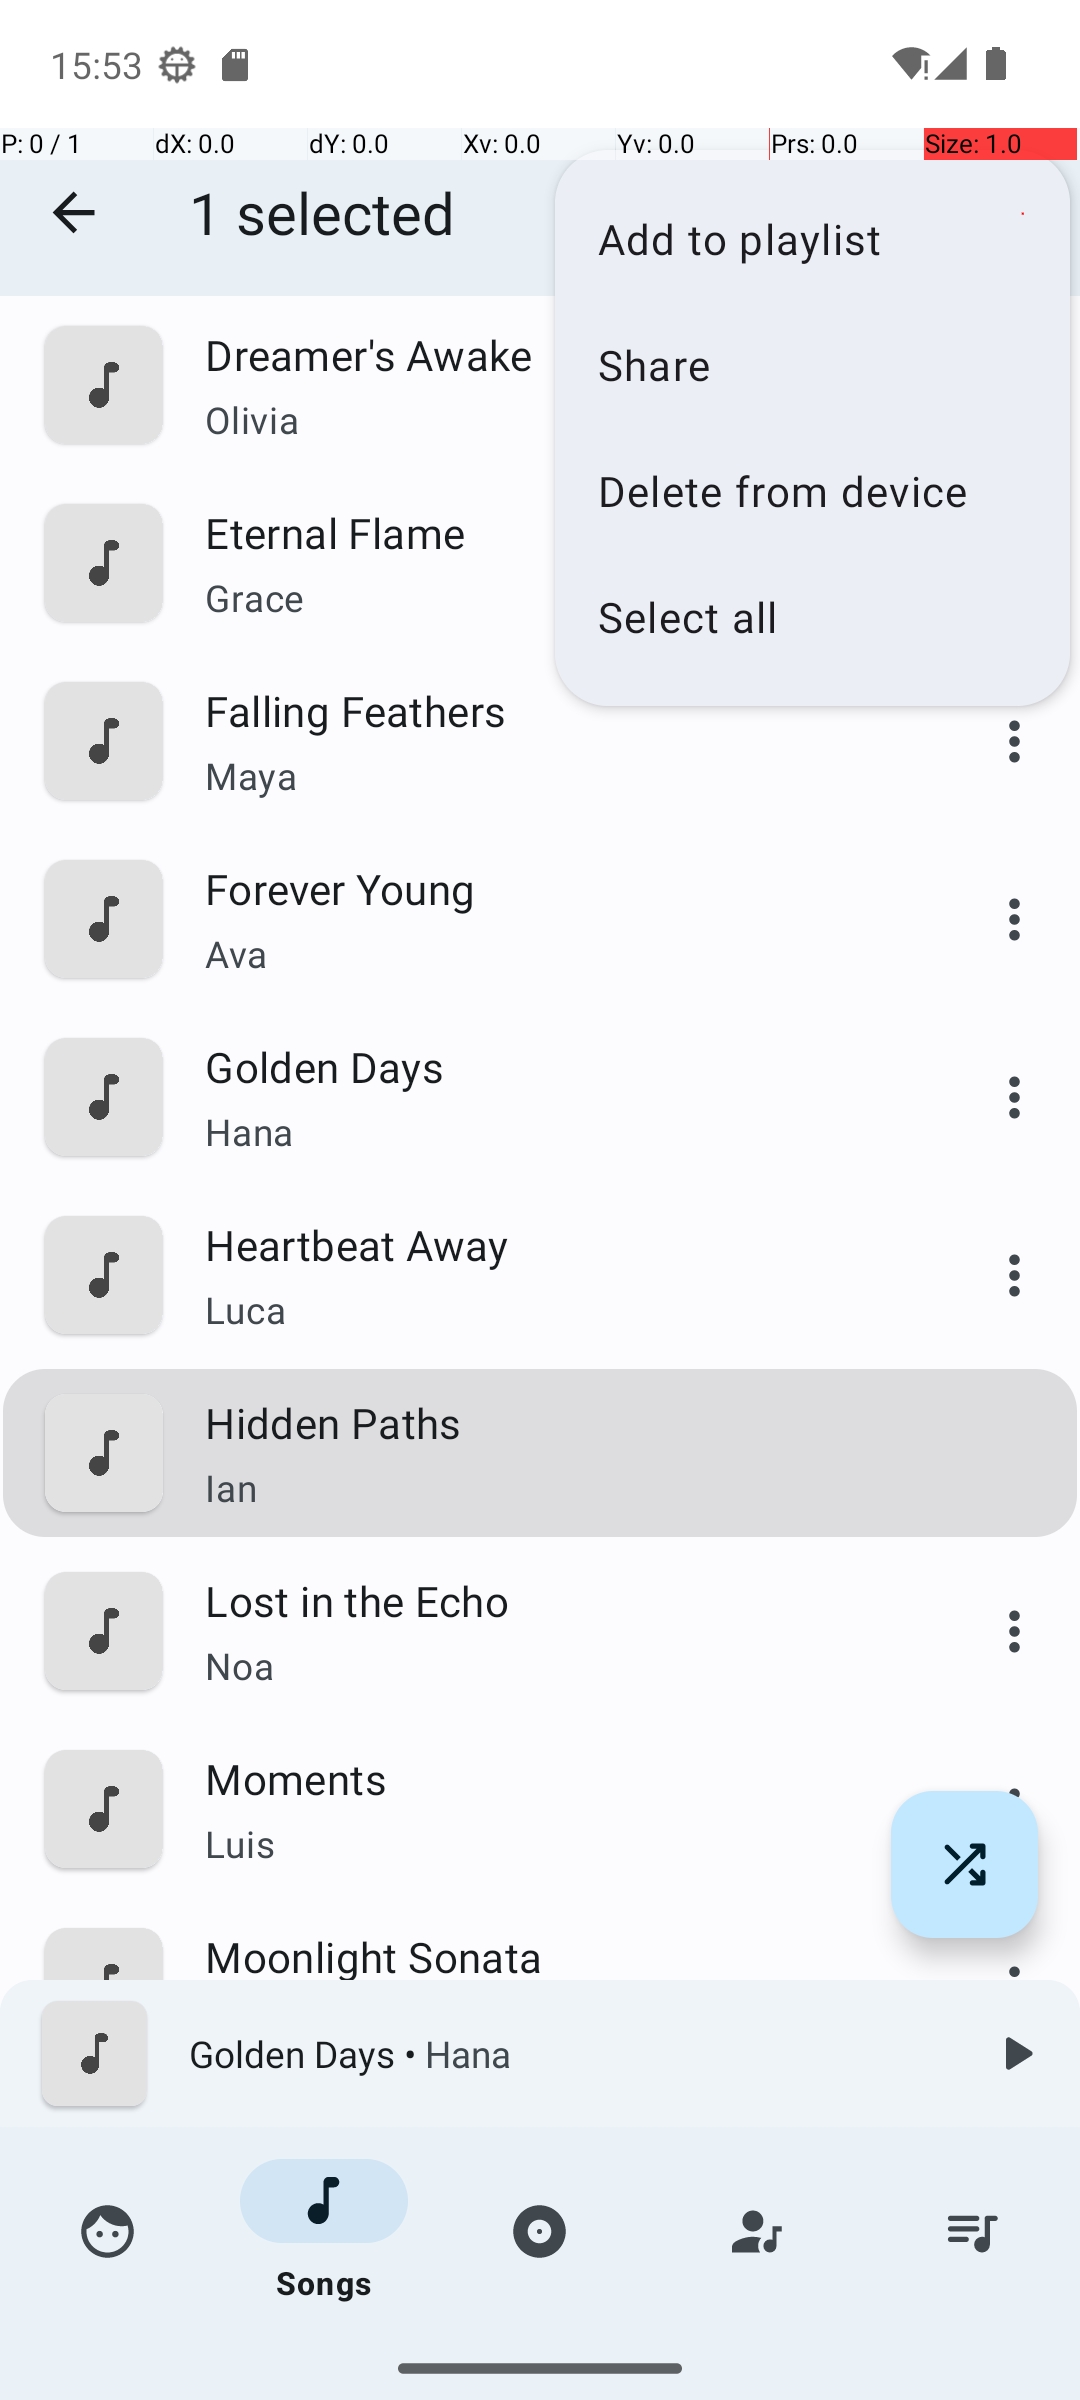 15:53
P: 0 / 1 dX: 0.0 dY: 0.0 Xv: 0.0 Yv: 0.0 Prs: 0.0 Size: 1.0
1 selected
Add to playlist
Share
Delete from device
Select all
Dreamer's Awake
Olivia
Eternal Flame
Grace
Falling Feathers
Maya
Forever Young
Ava
Golden Days
Hana
Heartbeat Away
Luca
Hidden Paths
Ian
Lost in the Echo
Noa
Moments
Luis
Moonlight Sonata
Golden Days • Hana
Songs